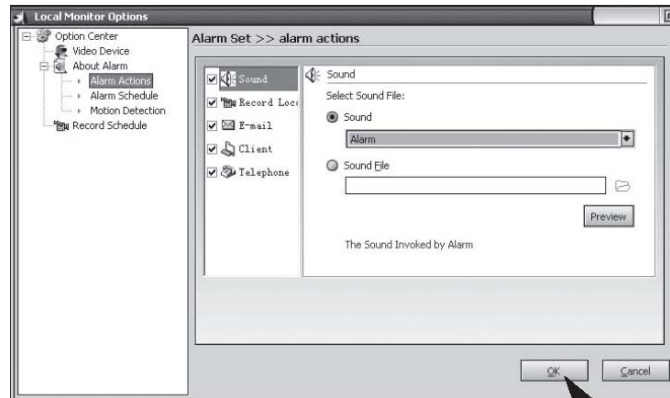 Local Monitor Options
Option Center
Video Device
About Alarm
Alarm Actions
Alarm Schedule
Motion Detection
Record Schedule
Alarm Set >> alarm actions
Sound
Record Loc
E-mail
Client
Telephone
Sound
Select Sound File:
Sound
Alarm
Sound File
Preview
The Sound Invoked by Alarm
OK
Cancel